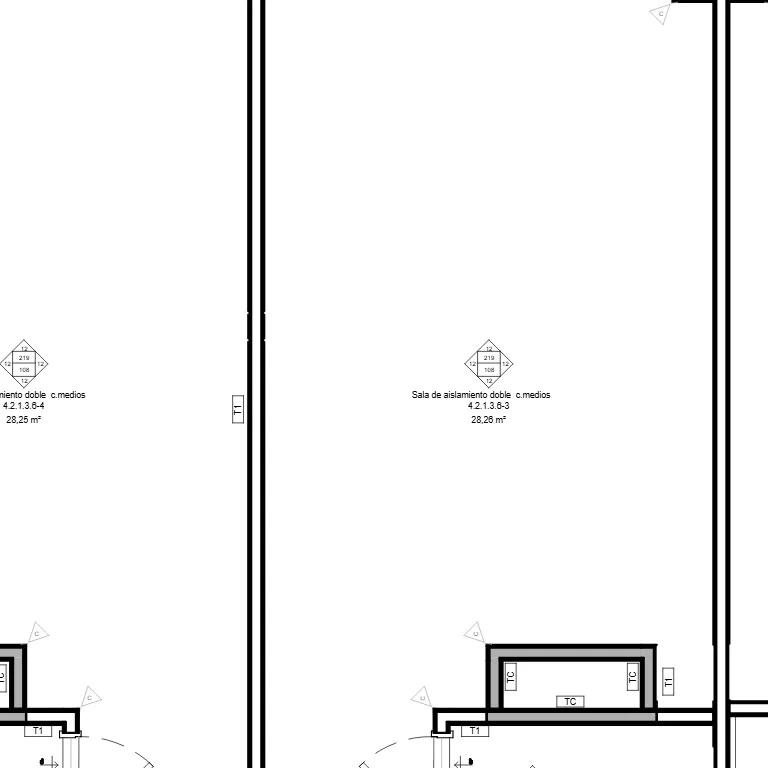 C
12
219
12 12
108
12
miento doble c.medios
4.2.1.3.6-4
28,25 m²
T1
12
219
12 12
108
12
Sala de aislamiento doble c.medios
4.2.1.3.6-3
28,26 m²
C
C
TC
C
T1
C
TC
TC
T1
TC
T1